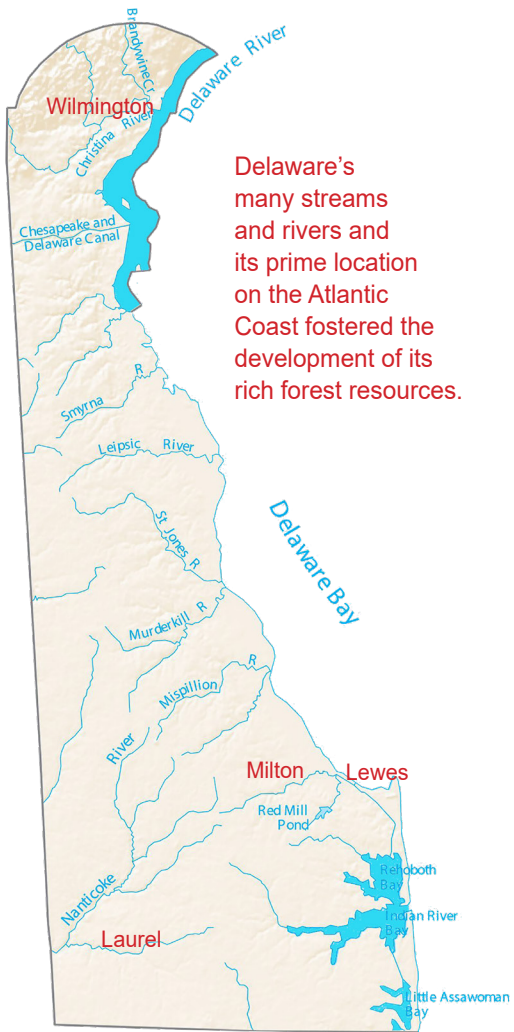 Brandywine Cr
Delaware River
Wilmington
Christina River
Delaware's
many streams
and rivers and
its prime location
on the Atlantic
Coast fostered the
development of its
rich forest resources.
Chesapeake and
Delaware Canal
Smyrna R
Leipsic River
St Jones R
Delaware Bay
Murderkill R
Mispillion R
Nanticoke River
Milton
Lewes
Red Mill
Pond
Rehoboth
Bay
Indian River
Bay
Laurel
Little Assawoman
Bay